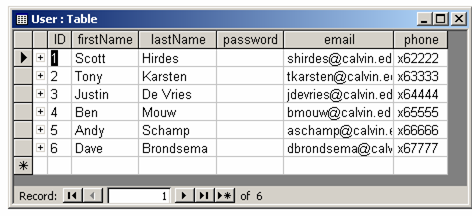 User : Table
ID firstName lastName password email phone
1 Scott Hirdes shirdes@calvin.ed x62222
2 Tony Karsten tkarsten@calvin.ed x63333
3 Justin De Vries jdevries@calvin.ed x64444
4 Ben Mouw bmouw@calvin.ed x65555
5 Andy Schamp aschamp@calvin.e x66666
6 Dave Brondsema dbrondsema@calv x67777
Record: 1 of 6